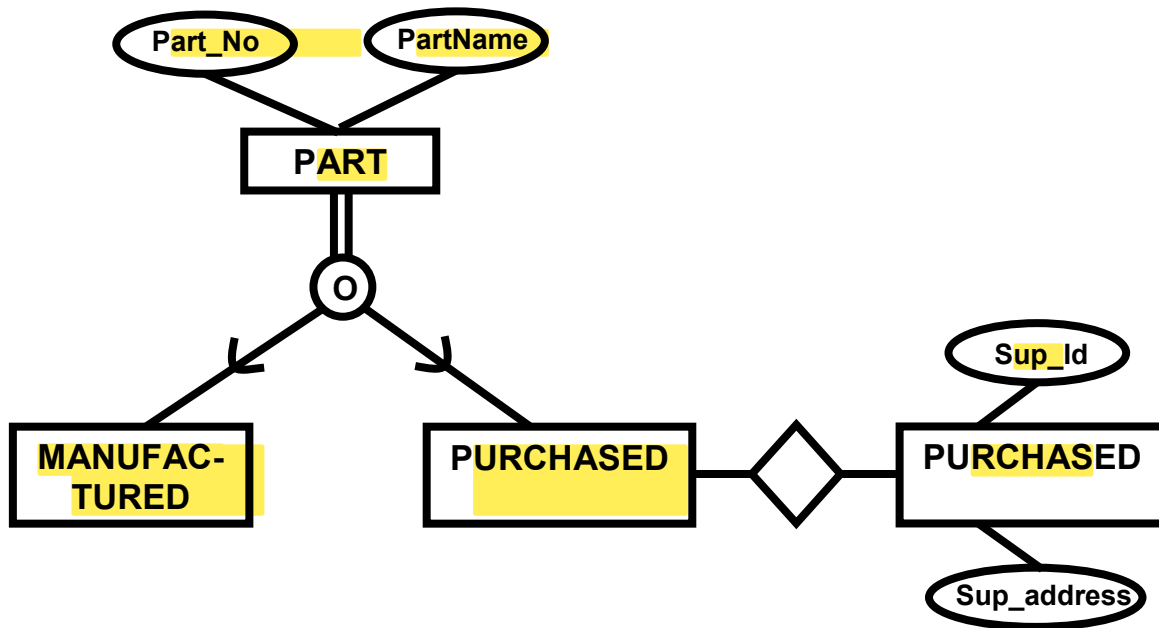 Part_No
PartName
PART
O
MANUFAC-
TURED
PURCHASED
Sup_Id
PURCHASED
Sup_address